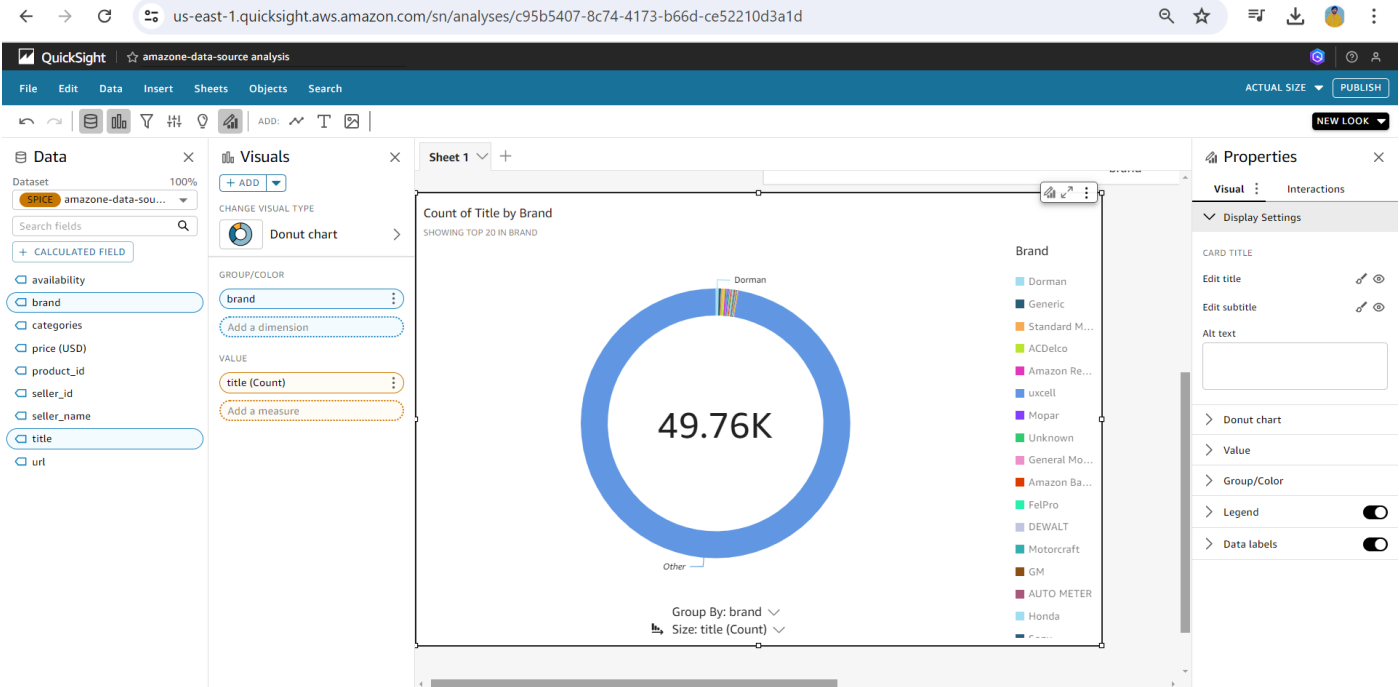 us-east-1.quicksight.aws.amazon.com/sn/analyses/c95b5407-8c74-4173-b66d-ce52210d3a1d
QuickSight
amazone-data-source analysis
File Edit Data Insert Sheets Objects Search
ACTUAL SIZE
PUBLISH
ADD:
NEW LOOK
Data
Dataset
100%
SPICE amazone-data-sou...
Search fields
+ CALCULATED FIELD
availability
brand
categories
price (USD)
product_id
seller_id
seller_name
title
url
Visuals
+ ADD
CHANGE VISUAL TYPE
Donut chart
GROUP/COLOR
brand
Add a dimension
VALUE
title (Count)
Add a measure
Sheet 1
Count of Title by Brand
SHOWING TOP 20 IN BRAND
Dorman
49.76K
Other
Group By: brand
Size: title (Count)
Brand
Dorman
Generic
Standard M...
ACDelco
Amazon Re...
uxcell
Mopar
Unknown
General Mo...
Amazon Ba...
FelPro
DEWALT
Motorcraft
GM
AUTO METER
Honda
Properties
Visual Interactions
Display Settings
CARD TITLE
Edit title
Edit subtitle
Alt text
Donut chart
Value
Group/Color
Legend
Data labels